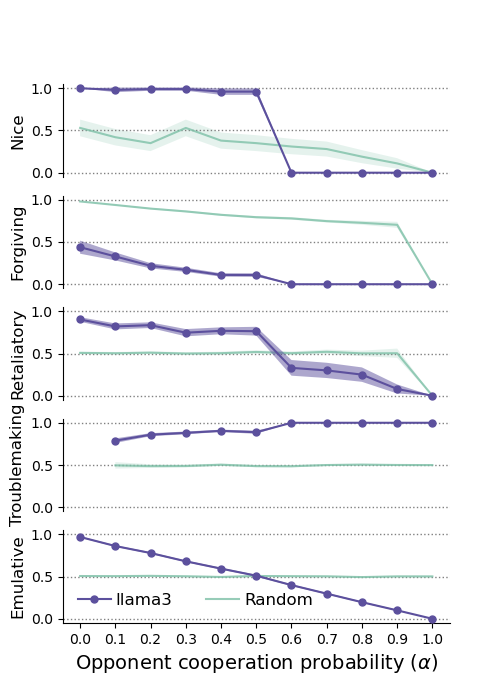 Nice
1.0
0.5
0.0
Forgiving
1.0
0.5
0.0
Retaliatory
1.0
0.5
0.0
Troublemaking
1.0
0.5
0.0
Emulative
1.0
0.5
0.0
llama3 Random
0.0 0.1 0.2 0.3 0.4 0.5 0.6 0.7 0.8 0.9 1.0
Opponent cooperation probability (α)